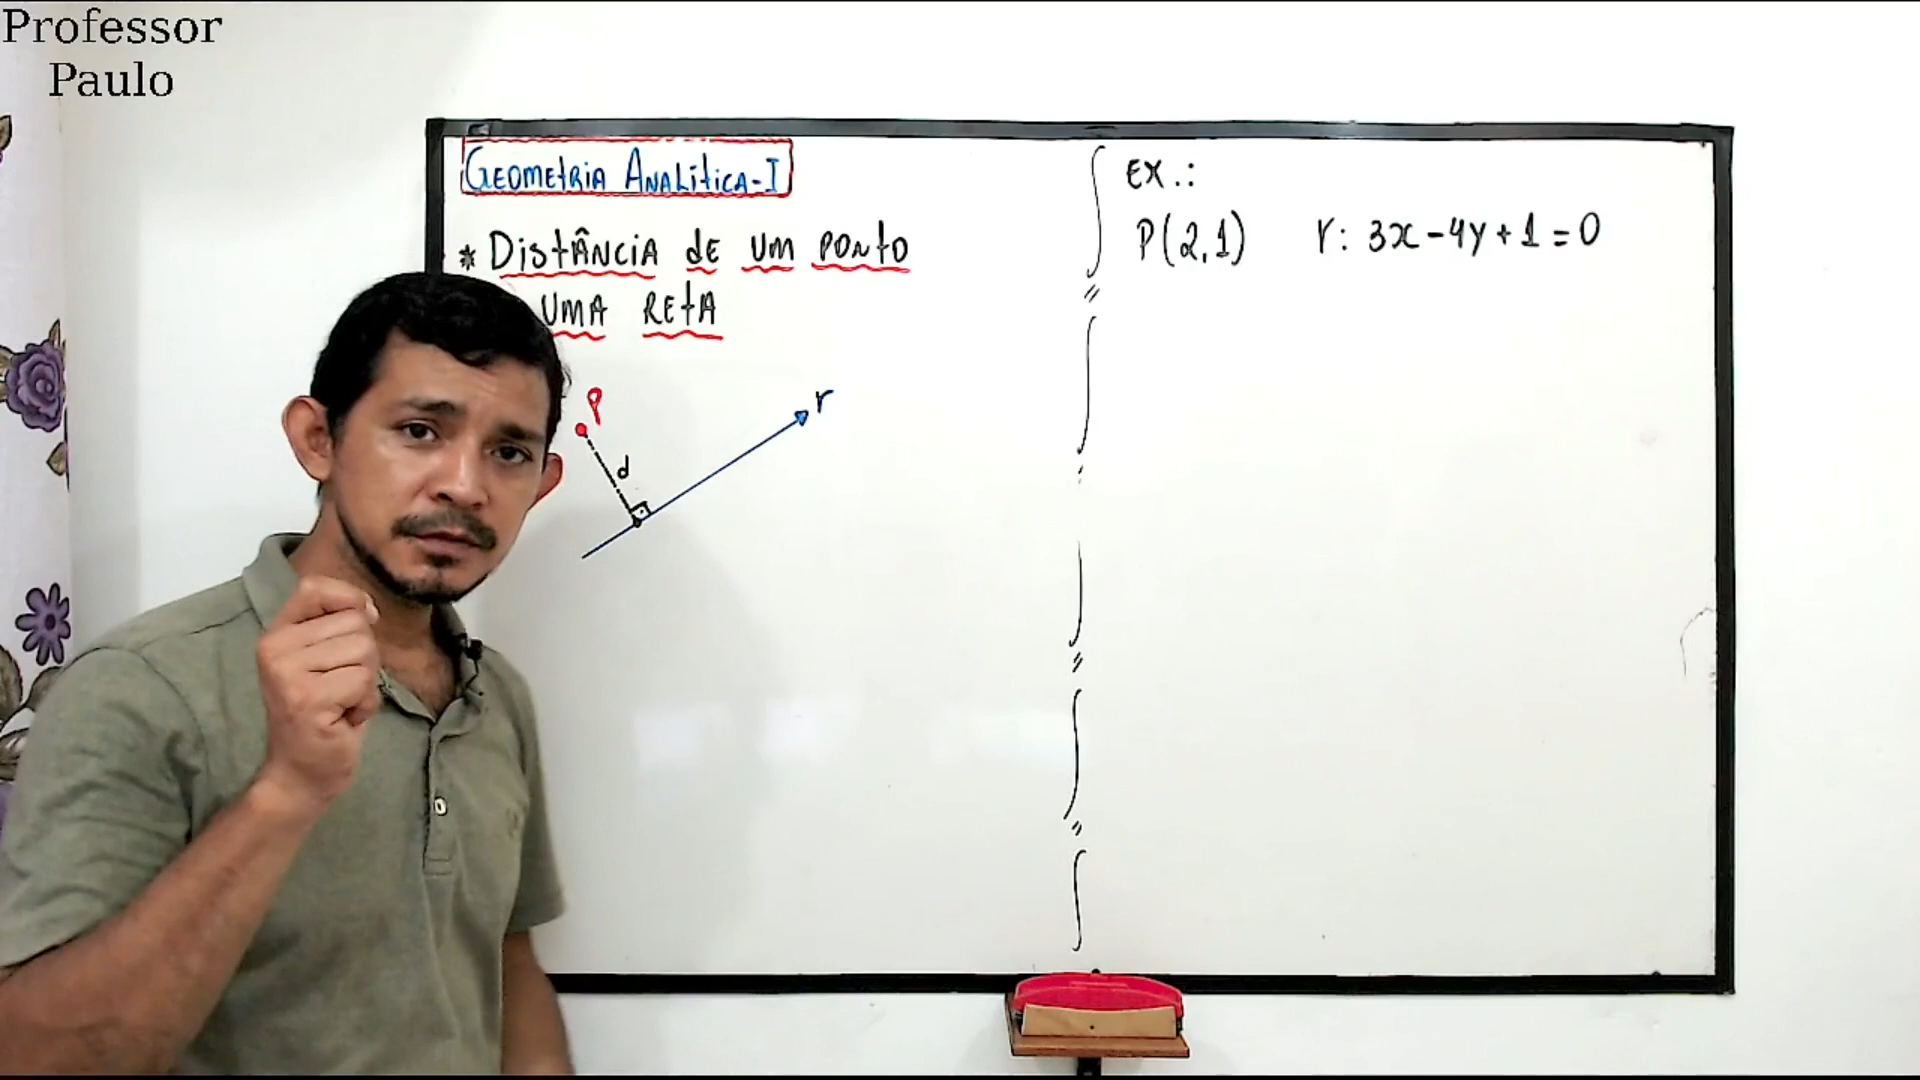 Professor
Paulo
GEOMETRIA ANALÍTICA-I
* DISTÂNCIA DE UM PONTO
UMA RETA
P
r
d
EX.:
P(2,1) r: 3x-4y+1=0